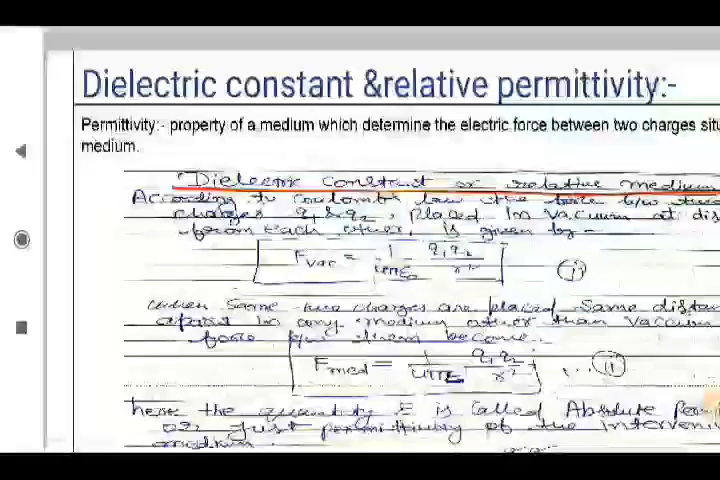 Dielectric constant &relative permittivity:-
Permittivity:- property of a medium which determine the electric force between two charges situ
medium.
Dielectric constant or relative medium
According to coulomb's law the force b/w two
charges q₁ & q₂, placed in vacuum at dis
from each other, is given by-
Fvac = 1/4πε₀ q₁q₂/r² (i)
when same two charges are placed same dista
apart in any medium other than vacuum
force b/w them become.
Fmed = 1/4πε q₁q₂/r² ... (ii)
here the quantity ε is called Absolute Per
or just permittivity of the interveni
medium.